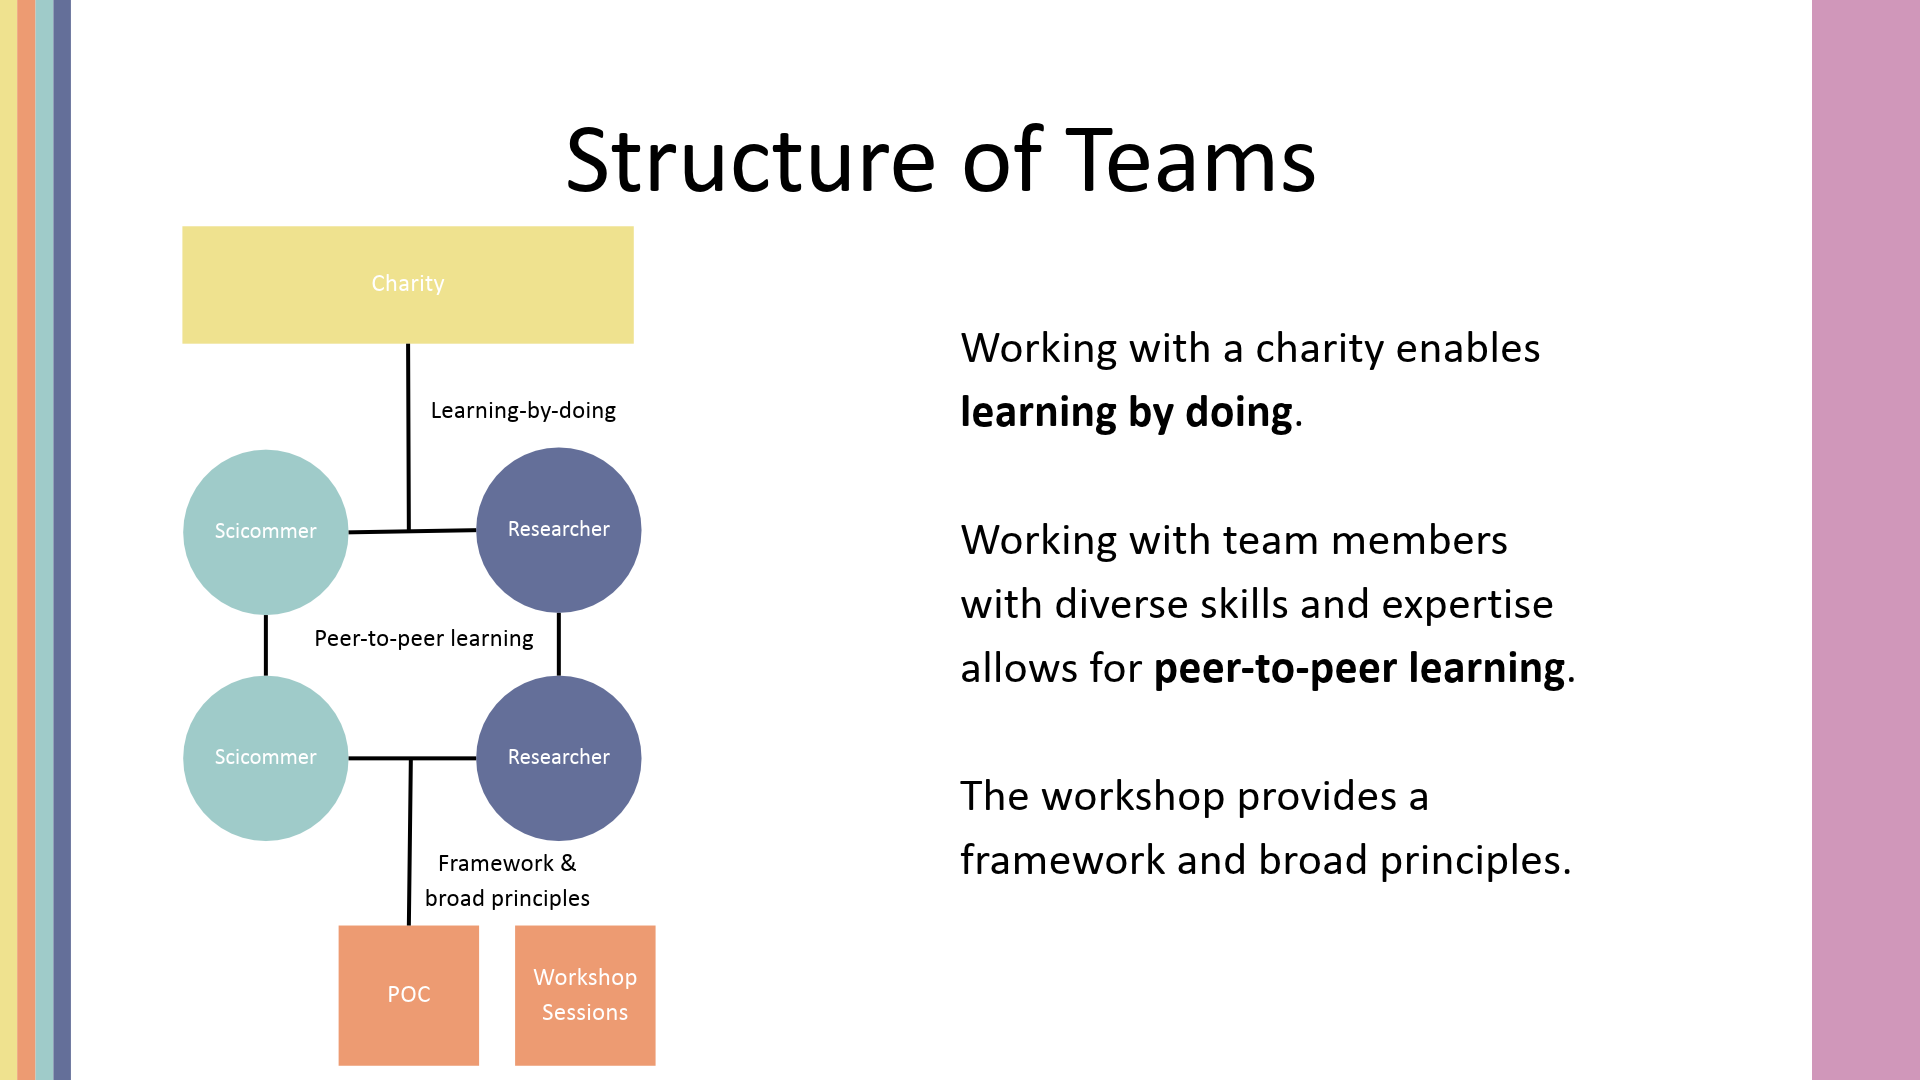 Structure of Teams
Charity
Learning-by-doing
Scicommer
Researcher
Peer-to-peer learning
Scicommer
Researcher
Framework &
broad principles
POC
Workshop
Sessions
Working with a charity enables
learning by doing.
Working with team members
with diverse skills and expertise
allows for peer-to-peer learning.
The workshop provides a
framework and broad principles.